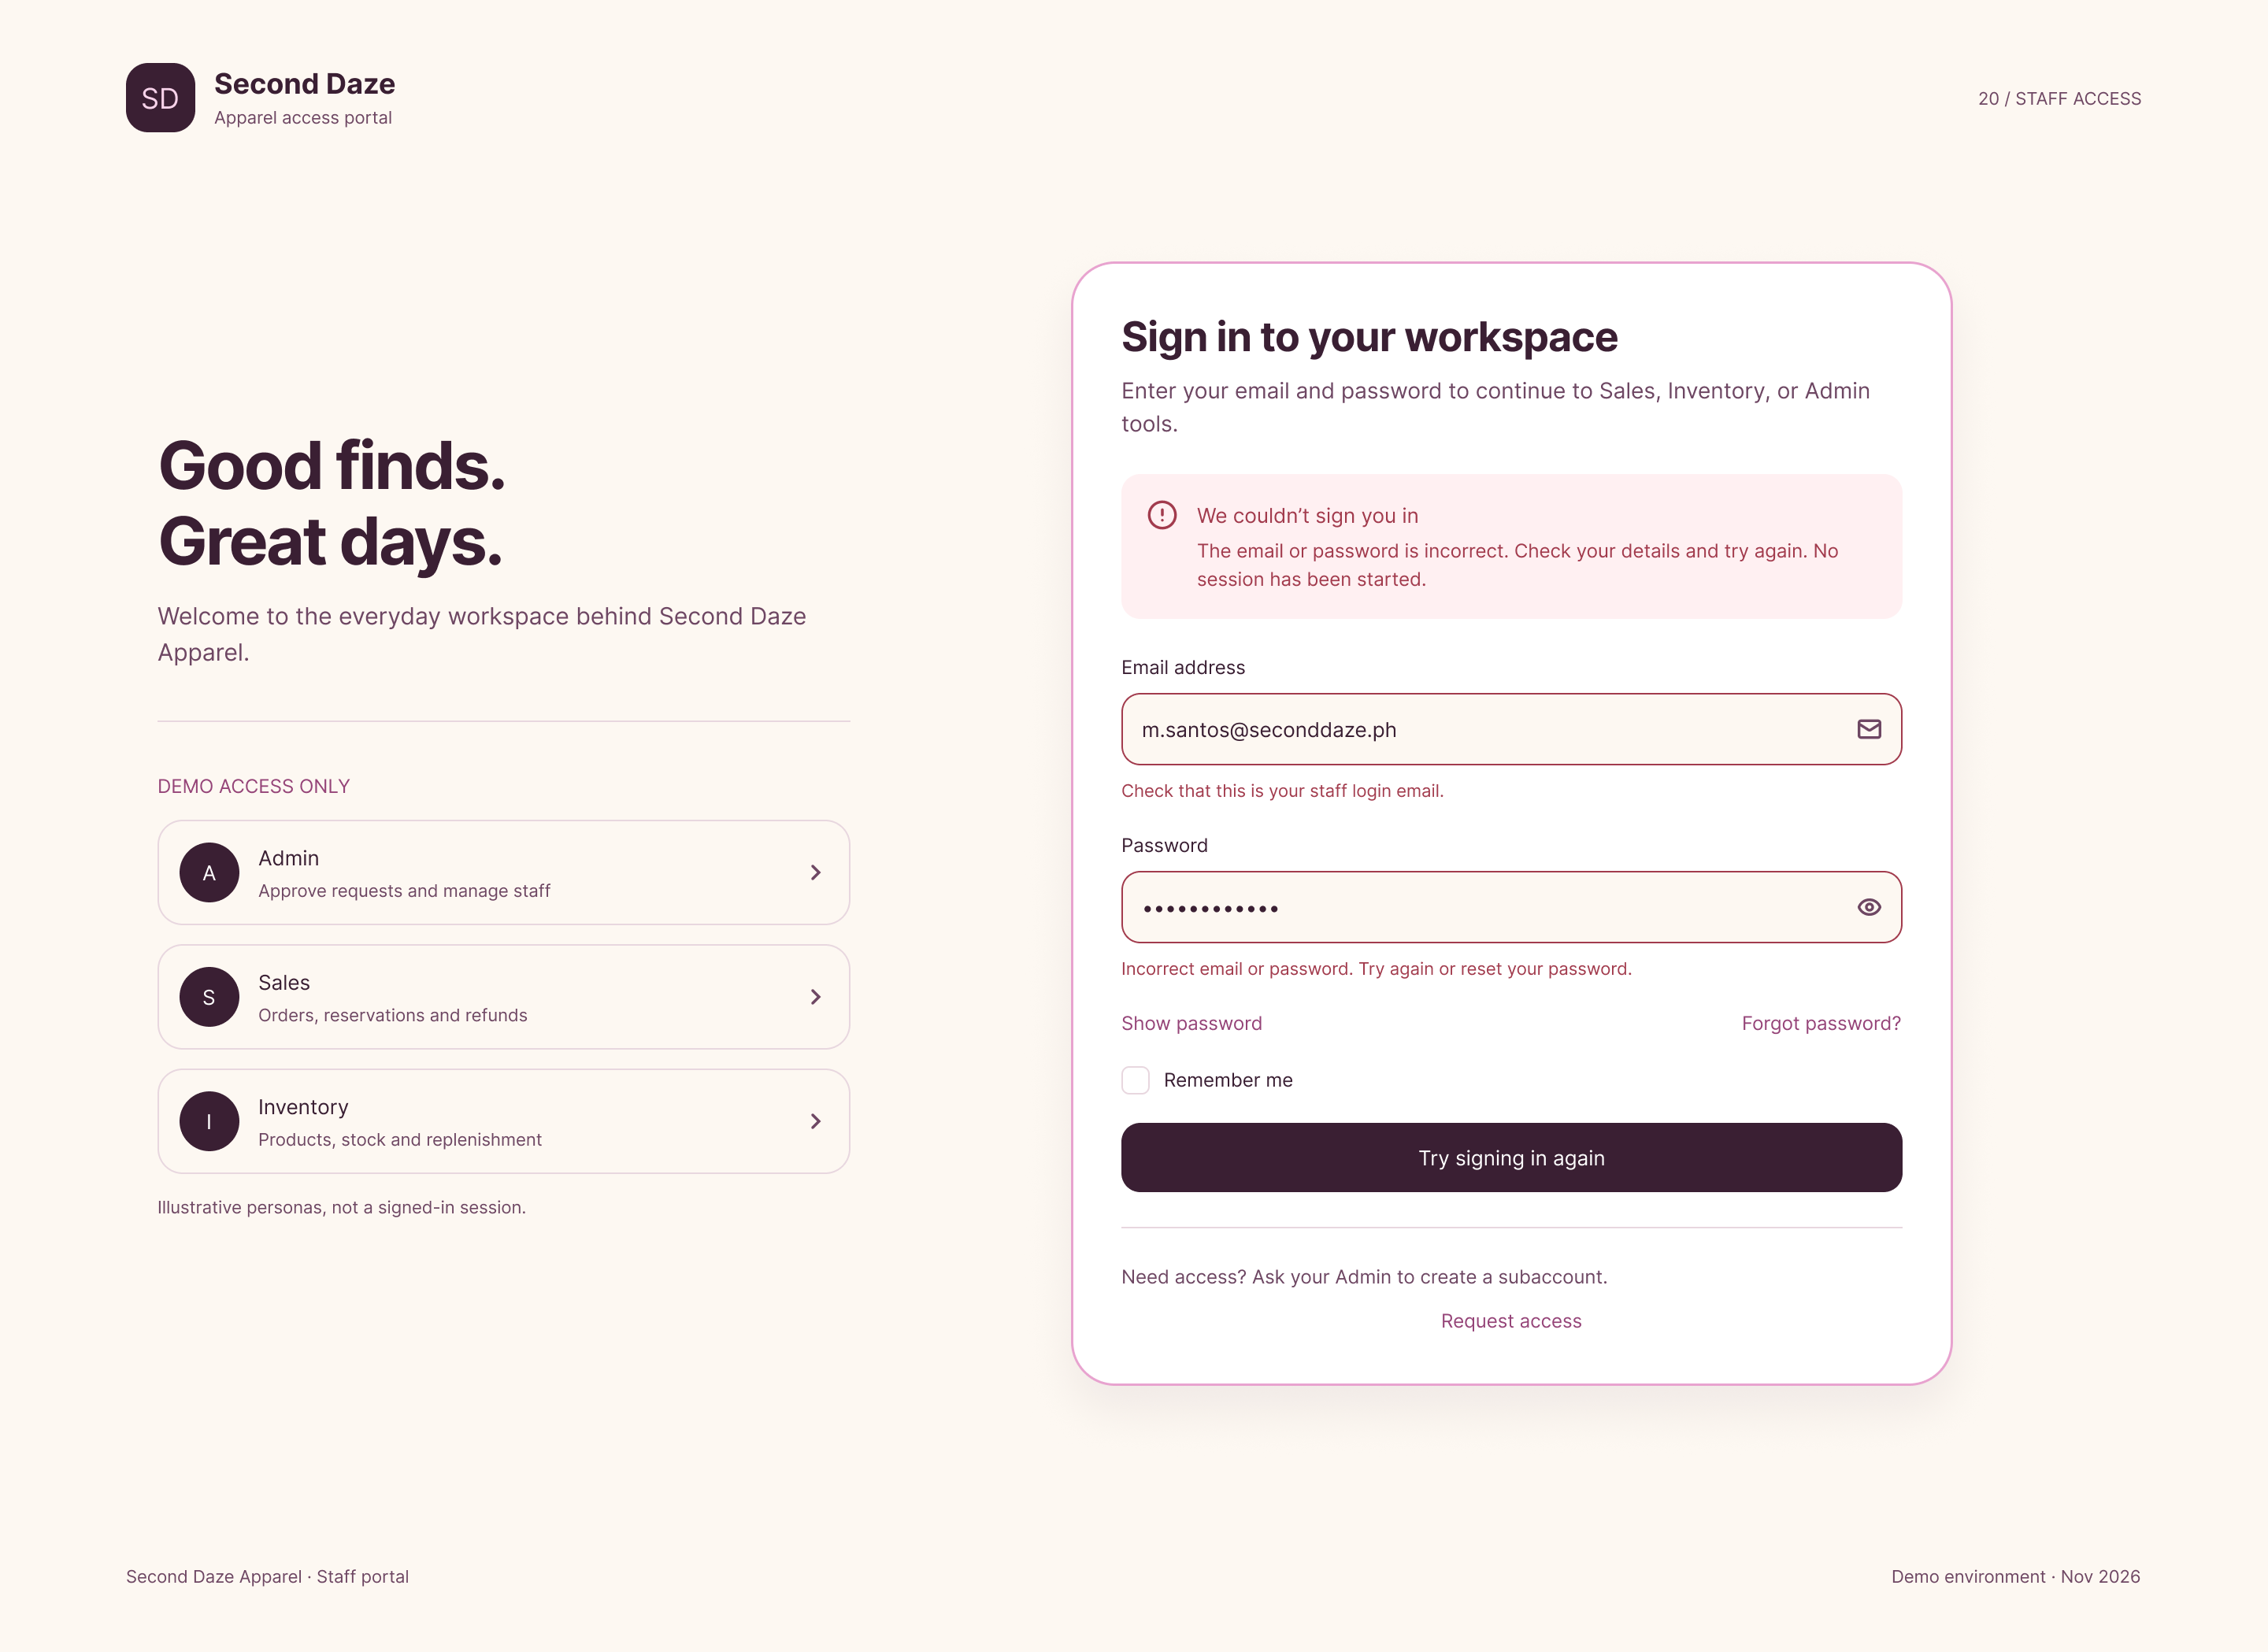 SD
Second Daze
Apparel access portal
20 / STAFF ACCESS
Good finds.
Great days.
Welcome to the everyday workspace behind Second Daze
Apparel.
DEMO ACCESS ONLY
A
Admin
Approve requests and manage staff
S
Sales
Orders, reservations and refunds
I
Inventory
Products, stock and replenishment
Illustrative personas, not a signed-in session.
Sign in to your workspace
Enter your email and password to continue to Sales, Inventory, or Admin
tools.
We couldn’t sign you in
The email or password is incorrect. Check your details and try again. No
session has been started.
Email address
m.santos@seconddaze.ph
Check that this is your staff login email.
Password
••••••••••••
Incorrect email or password. Try again or reset your password.
Show password
Forgot password?
Remember me
Try signing in again
Need access? Ask your Admin to create a subaccount.
Request access
Second Daze Apparel · Staff portal
Demo environment · Nov 2026